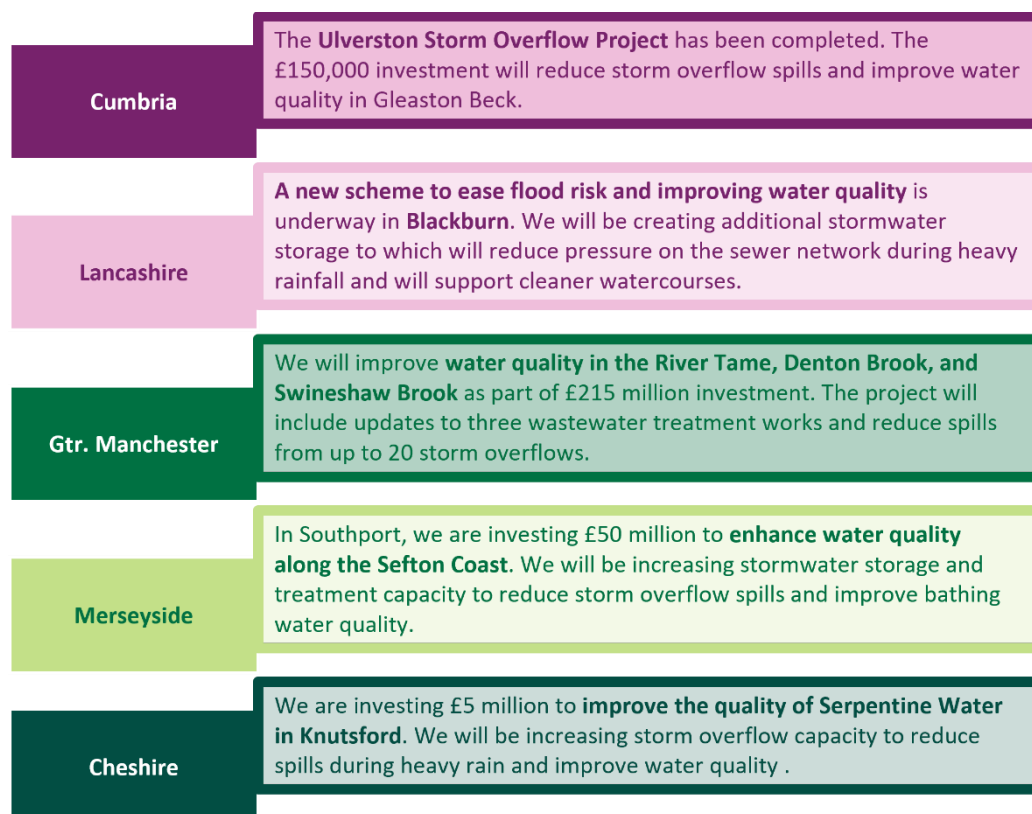 Cumbria
The Ulverston Storm Overflow Project has been completed. The
£150,000 investment will reduce storm overflow spills and improve water
quality in Gleaston Beck.
Lancashire
A new scheme to ease flood risk and improving water quality is
underway in Blackburn. We will be creating additional stormwater
storage to which will reduce pressure on the sewer network during heavy
rainfall and will support cleaner watercourses.
Gtr. Manchester
We will improve water quality in the River Tame, Denton Brook, and
Swineshaw Brook as part of £215 million investment. The project will
include updates to three wastewater treatment works and reduce spills
from up to 20 storm overflows.
Merseyside
In Southport, we are investing £50 million to enhance water quality
along the Sefton Coast. We will be increasing stormwater storage and
treatment capacity to reduce storm overflow spills and improve bathing
water quality.
Cheshire
We are investing £5 million to improve the quality of Serpentine Water
in Knutsford. We will be increasing storm overflow capacity to reduce
spills during heavy rain and improve water quality .